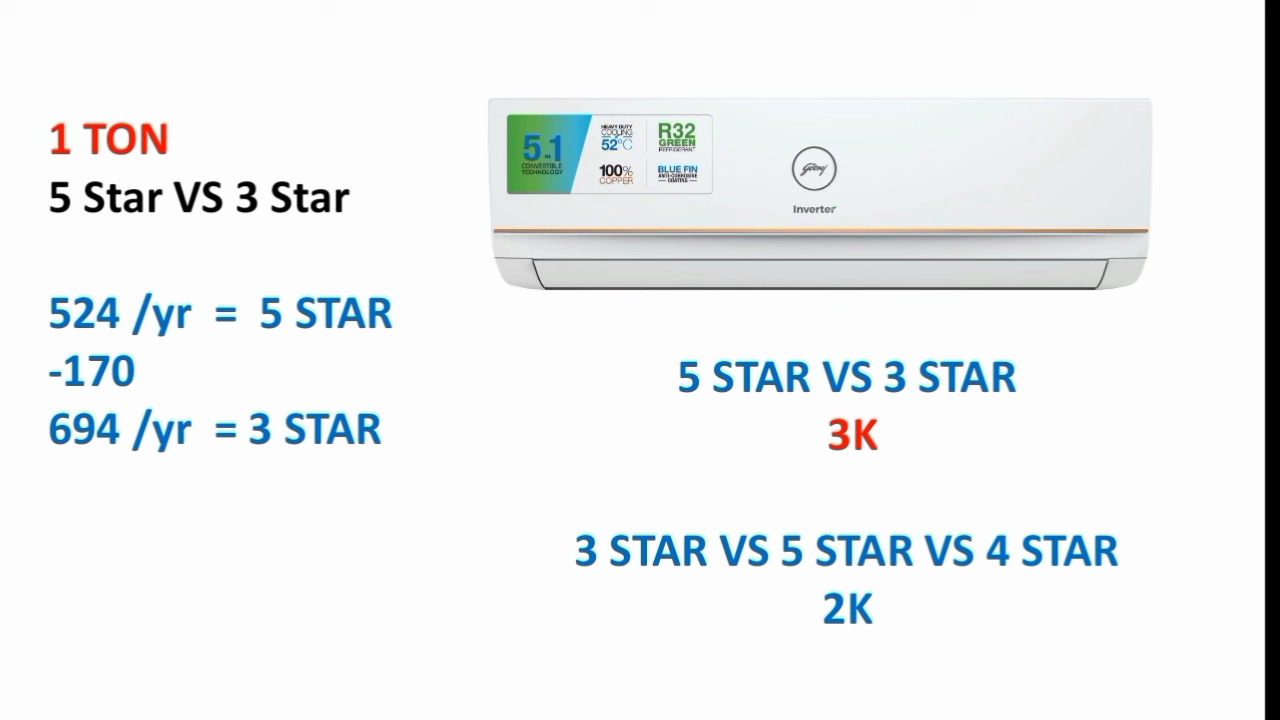 1 TON
5 Star VS 3 Star
524 /yr = 5 STAR
-170
694 /yr = 3 STAR
5.1
IN
CONVERTIBLE
TECHNOLOGY
HEAVY DUTY
COOLING
52°C
100%
COPPER
R32
GREEN
REFRIGERANT
BLUE FIN
ANTI-CORROSIVE
COATING
Godrej
Inverter
5 STAR VS 3 STAR
3K
3 STAR VS 5 STAR VS 4 STAR
2K